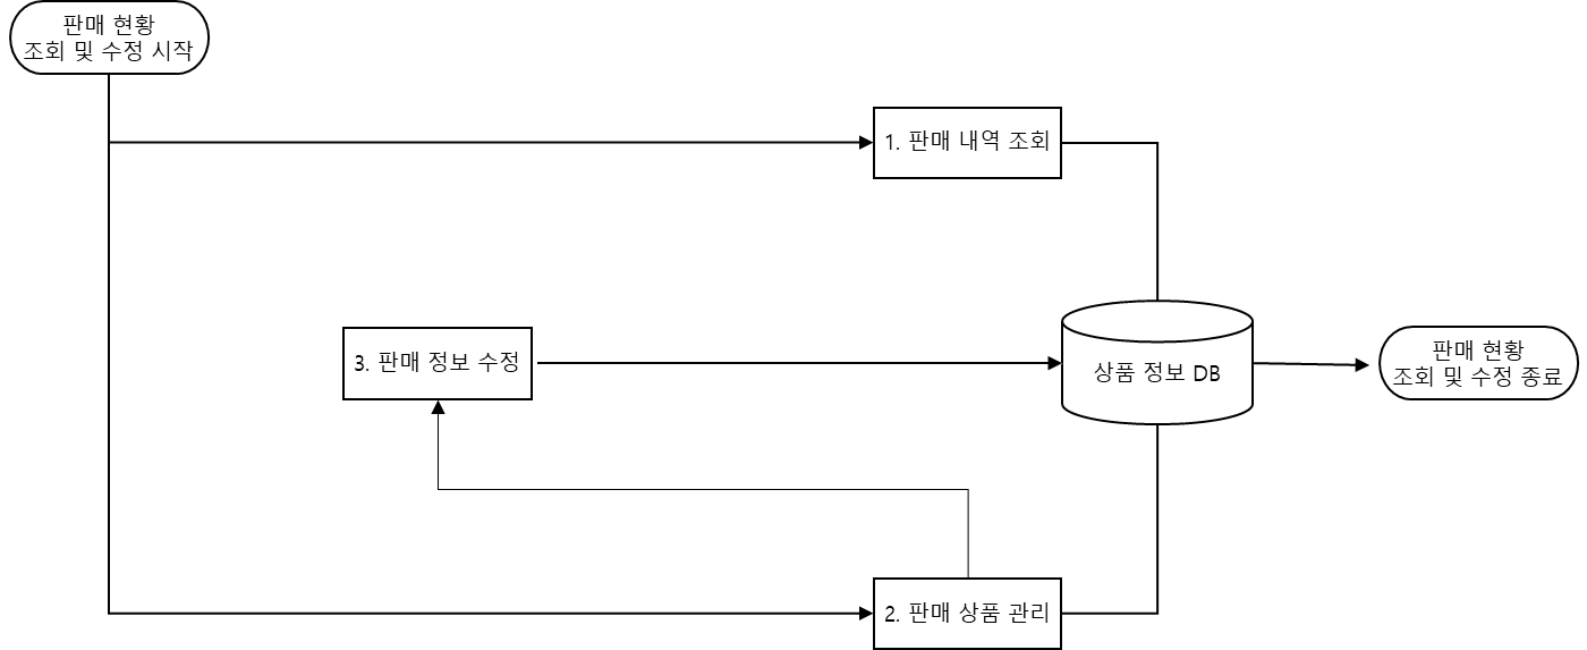 판매 현황
조회 및 수정 시작
1. 판매 내역 조회
3. 판매 정보 수정
상품 정보 DB
판매 현황
조회 및 수정 종료
2. 판매 상품 관리